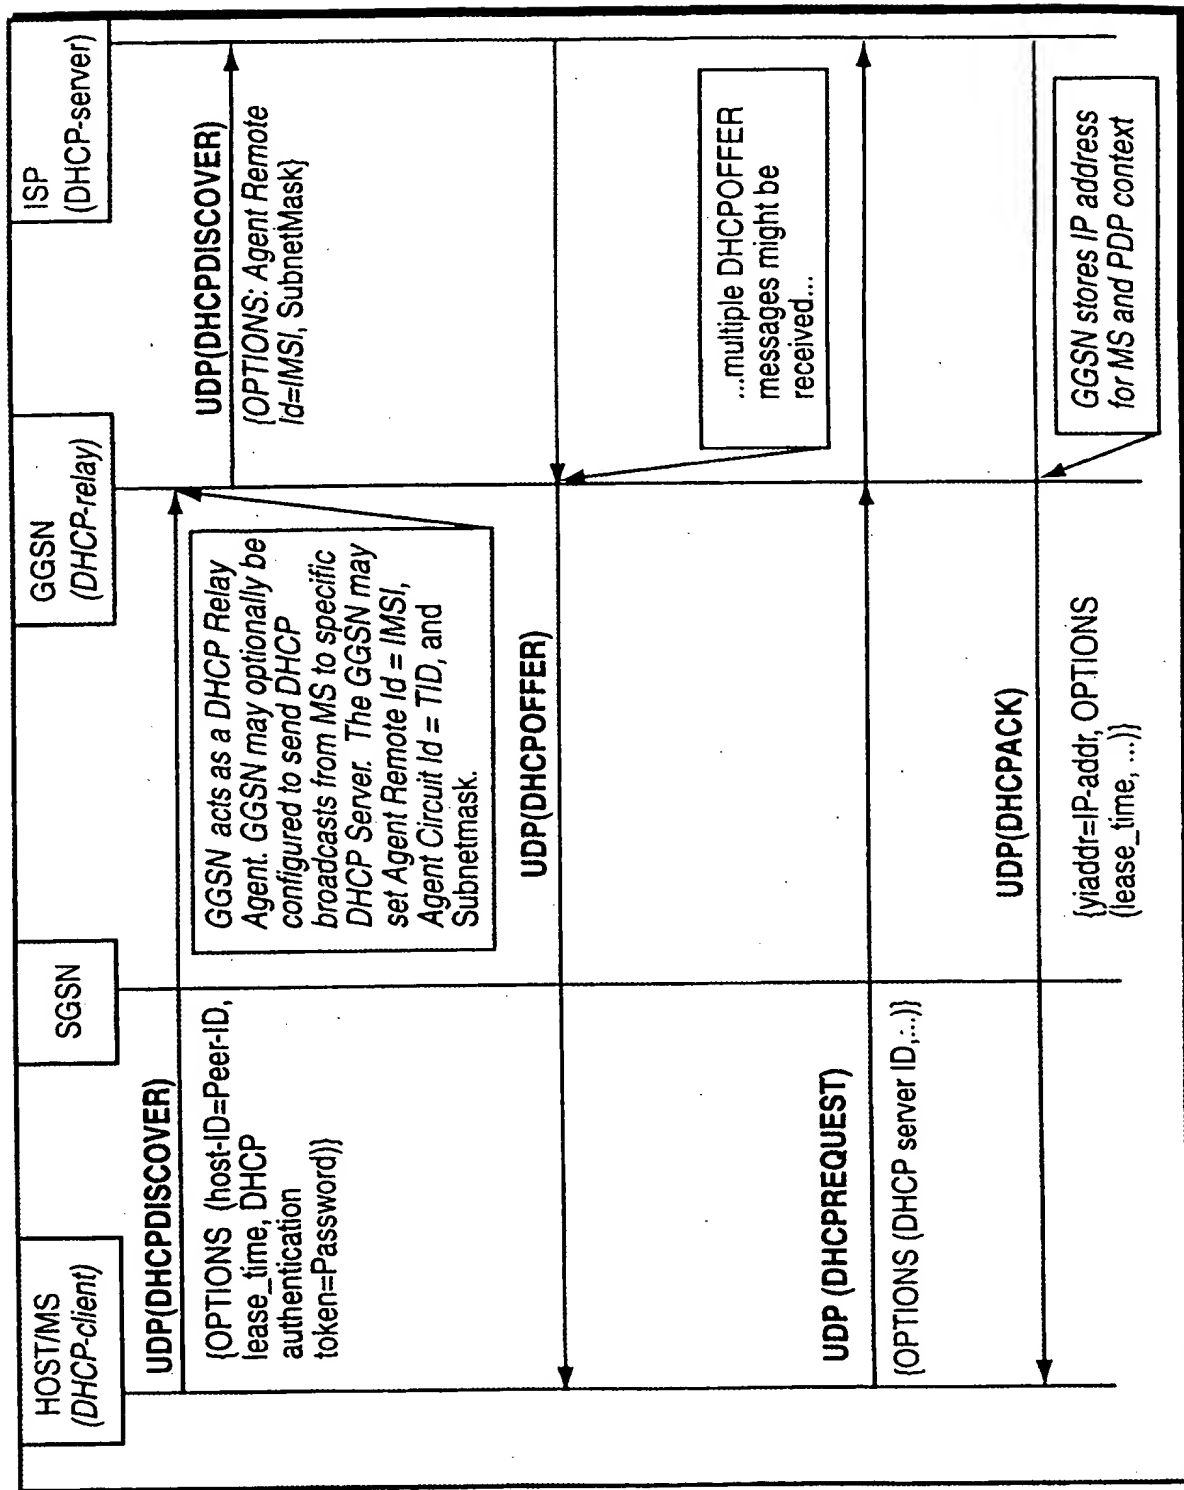 HOST/MS
(DHCP-client)
SGSN
GGSN
(DHCP-relay)
ISP
(DHCP-server)
UDP(DHCPDISCOVER)
{OPTIONS (host-ID=Peer-ID,
lease_time, DHCP
authentication
token=Password)}
GGSN acts as a DHCP Relay
Agent. GGSN may optionally be
configured to send DHCP
broadcasts from MS to specific
DHCP Server. The GGSN may
set Agent Remote Id = IMSI,
Agent Circuit Id = TID, and
Subnetmask.
UDP(DHCPDISCOVER)
{OPTIONS: Agent Remote
Id=IMSI, SubnetMask}
UDP(DHCPOFFER)
...multiple DHCPOFFER
messages might be
received...
UDP (DHCPREQUEST)
{OPTIONS (DHCP server ID,...)}
UDP(DHCPACK)
{yiaddr=IP-addr, OPTIONS
(lease_time, ...)}
GGSN stores IP address
for MS and PDP context